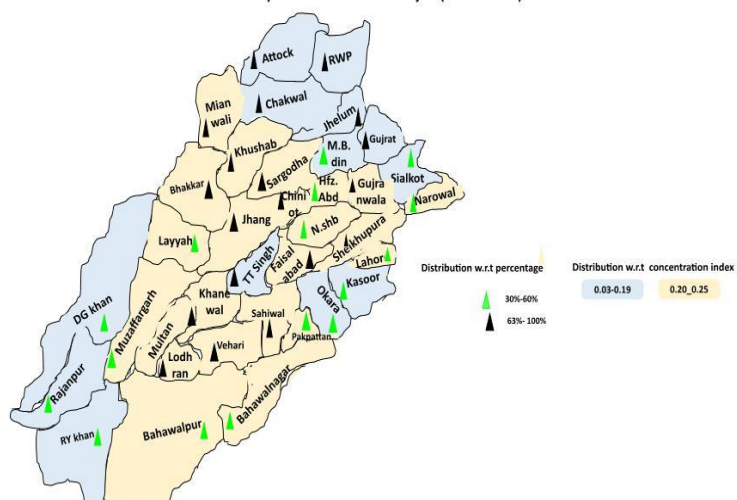 Attock
RWP
Chakwal
Mian
wali
Jhelum
Gujrat
Khushab
M.B.
din
Sargodha
Sialkot
Bhakkar
Hfz.
Abd
Gujra
nwala
Narowal
Chini
ot
Jhang
N.shb
Sheikhupura
Layyah
Lahor
TT Singh
Faisal
abad
Kasoor
Okara
DG khan
Muzaffargarh
Khane
wal
Multan
Sahiwal
Pakpattan
Vehari
Lodh
ran
Rajanpur
Bahawalnagar
Bahawalpur
RY khan
Distribution w.r.t percentage
30%-60%
63%- 100%
Distribution w.r.t concentration index
0.03-0.19
0.20_0.25